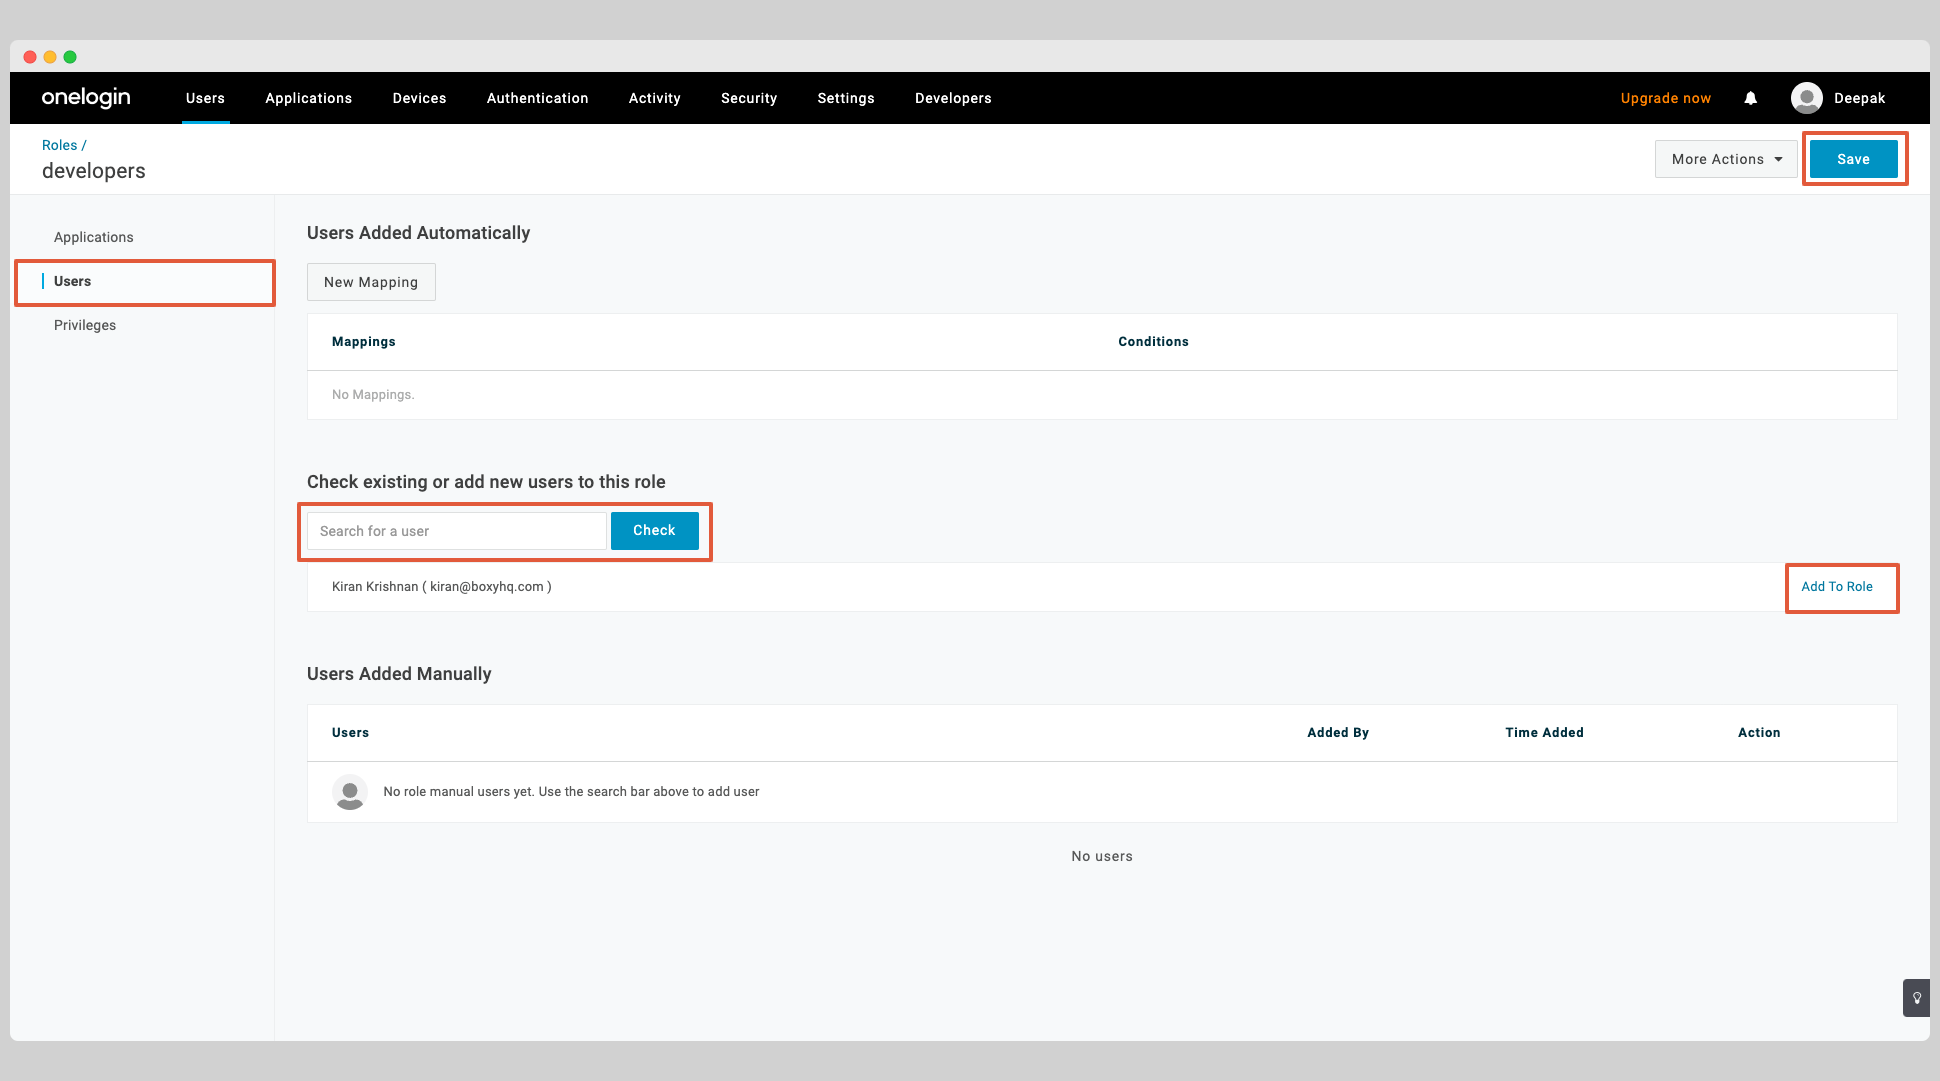 onelogin Users Applications Devices Authentication Activity Security Settings Developers Upgrade now Deepak
Roles /
developers
More Actions Save
Applications
Users
Privileges
Users Added Automatically
New Mapping
Mappings Conditions
No Mappings.
Check existing or add new users to this role
Search for a user Check
Kiran Krishnan ( kiran@boxyhq.com ) Add To Role
Users Added Manually
Users Added By Time Added Action
No role manual users yet. Use the search bar above to add user
No users